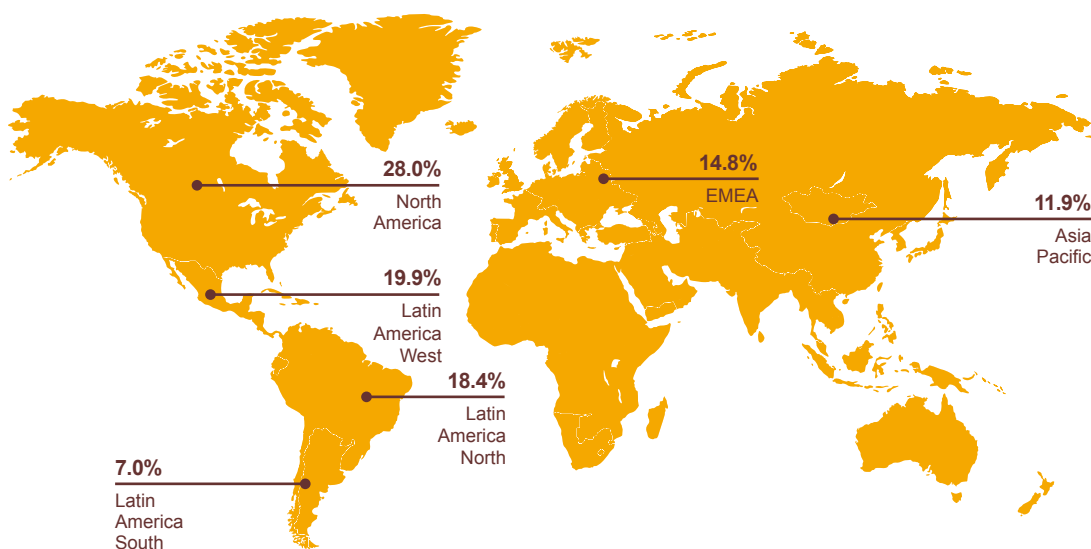 28.0%
North
America
14.8%
EMEA
11.9%
Asia
Pacific
19.9%
Latin
America
West
18.4%
Latin
America
North
7.0%
Latin
America
South